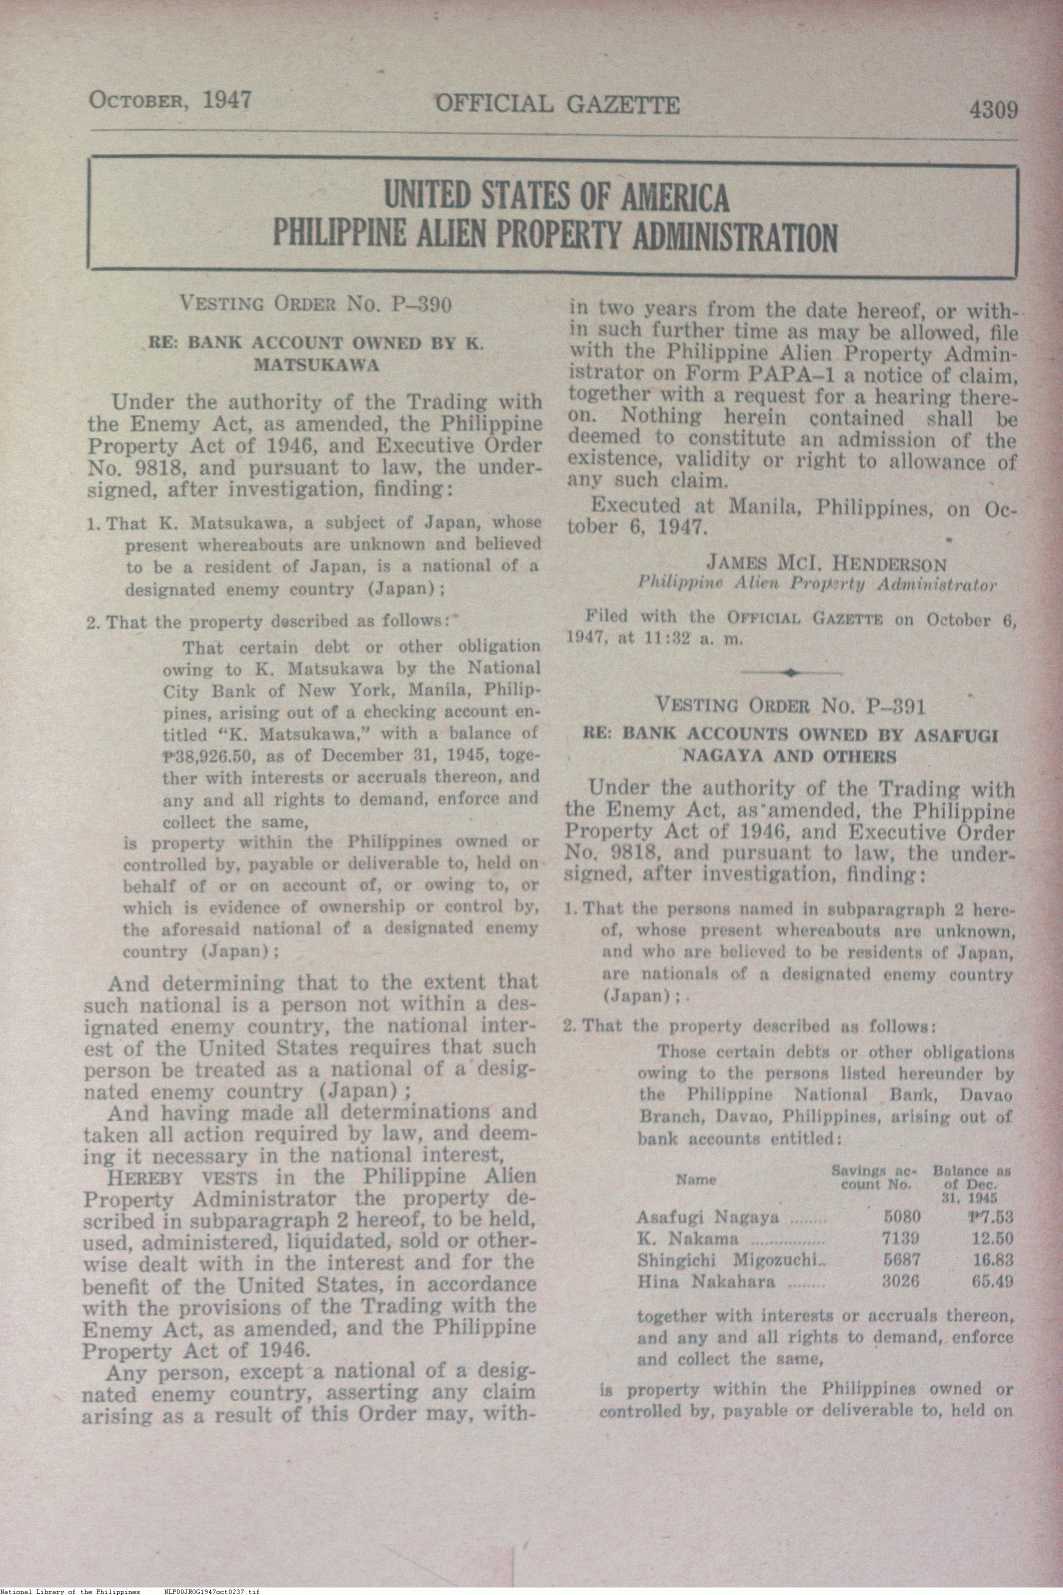 OCTOBER, 1947 OFFICIAL GAZETTE 4309
UNITED STATES OF AMERICA
PHILIPPINE ALIEN PROPERTY ADMINISTRATION
VESTING ORDER NO. P–390
RE: BANK ACCOUNT OWNED BY K.
MATSUKAWA
Under the authority of the Trading with
the Enemy Act, as amended, the Philippine
Property Act of 1946, and Executive Order
No. 9818, and pursuant to law, the under-
signed, after investigation, finding:
1. That K. Matsukawa, a subject of Japan, whose
present whereabouts are unknown and believed
to be a resident of Japan, is a national of a
designated enemy country (Japan);
2. That the property described as follows:
That certain debt or other obligation
owing to K. Matsukawa by the National
City Bank of New York, Manila, Philip-
pines, arising out of a checking account en-
titled “K. Matsukawa,” with a balance of
₱38,926.50, as of December 31, 1945, toge-
ther with interests or accruals thereon, and
any and all rights to demand, enforce and
collect the same,
is property within the Philippines owned or
controlled by, payable or deliverable to, held on
behalf of or on account of, or owing to, or
which is evidence of ownership or control by,
the aforesaid national of a designated enemy
country (Japan);
And determining that to the extent that
such national is a person not within a des-
ignated enemy country, the national inter-
est of the United States requires that such
person be treated as a national of a desig-
nated enemy country (Japan);
And having made all determinations and
taken all action required by law, and deem-
ing it necessary in the national interest,
HEREBY VESTS in the Philippine Alien
Property Administrator the property de-
scribed in subparagraph 2 hereof, to be held,
used, administered, liquidated, sold or other-
wise dealt with in the interest and for the
benefit of the United States, in accordance
with the provisions of the Trading with the
Enemy Act, as amended, and the Philippine
Property Act of 1946.
Any person, except a national of a desig-
nated enemy country, asserting any claim
arising as a result of this Order may, with-
in two years from the date hereof, or with-
in such further time as may be allowed, file
with the Philippine Alien Property Admin-
istrator on Form PAPA–1 a notice of claim,
together with a request for a hearing there-
on. Nothing herein contained shall be
deemed to constitute an admission of the
existence, validity or right to allowance of
any such claim.
Executed at Manila, Philippines, on Oc-
tober 6, 1947.
JAMES MCI. HENDERSON
Philippine Alien Property Administrator
Filed with the OFFICIAL GAZETTE on October 6,
1947, at 11:32 a. m.
VESTING ORDER NO. P–391
RE: BANK ACCOUNTS OWNED BY ASAFUGI
NAGAYA AND OTHERS
Under the authority of the Trading with
the Enemy Act, as amended, the Philippine
Property Act of 1946, and Executive Order
No. 9818, and pursuant to law, the under-
signed, after investigation, finding:
1. That the persons named in subparagraph 2 here-
of, whose present whereabouts are unknown,
and who are believed to be residents of Japan,
are nationals of a designated enemy country
(Japan);
2. That the property described as follows:
Those certain debts or other obligations
owing to the persons listed hereunder by
the Philippine National Bank, Davao
Branch, Davao, Philippines, arising out of
bank accounts entitled:
Name Savings ac-
count No. Balance as
of Dec.
31, 1945
Asafugi Nagaya ........ 5080 ₱7.53
K. Nakama ................ 7139 12.50
Shingichi Migozuchi.. 5687 16.83
Hina Nakahara ........ 3026 65.49
together with interests or accruals thereon,
and any and all rights to demand, enforce
and collect the same,
is property within the Philippines owned or
controlled by, payable or deliverable to, held on
National Library of the Philippines NLP00JROG1947oct0237.tif